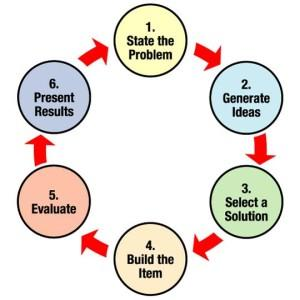 1.
State the
Problem
2.
Generate
Ideas
3.
Select a
Solution
4.
Build the
Item
5.
Evaluate
6.
Present
Results